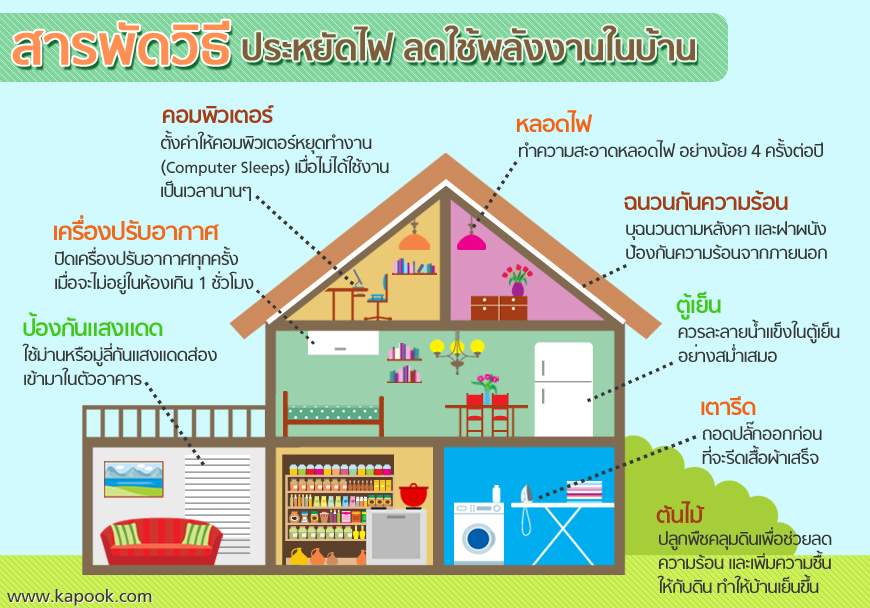 สารพัดวิธี ประหยัดไฟ ลดใช้พลังงานในบ้าน
คอมพิวเตอร์
ตั้งค่าให้คอมพิวเตอร์หยุดทำงาน
(Computer Sleeps) เมื่อไม่ได้ใช้งาน
เป็นเวลานานๆ
หลอดไฟ
ทำความสะอาดหลอดไฟ อย่างน้อย 4 ครั้งต่อปี
เครื่องปรับอากาศ
ปิดเครื่องปรับอากาศทุกครั้ง
เมื่อจะไม่อยู่ในห้องเกิน 1 ชั่วโมง
ฉนวนกันความร้อน
บุฉนวนตามหลังคา และฝาผนัง
ป้องกันความร้อนจากภายนอก
ป้องกันแสงแดด
ใช้ม่านหรือมู่ลี่กันแสงแดดส่อง
เข้ามาในตัวอาคาร
ตู้เย็น
ควรละลายน้ำแข็งในตู้เย็น
อย่างสม่ำเสมอ
เตารีด
ถอดปลั๊กออกก่อน
ที่จะรีดเสื้อผ้าเสร็จ
ต้นไม้
ปลูกพืชคลุมดินเพื่อช่วยลด
ความร้อน และเพิ่มความชื้น
ให้กับดิน ทำให้บ้านเย็นขึ้น
www.kapook.com